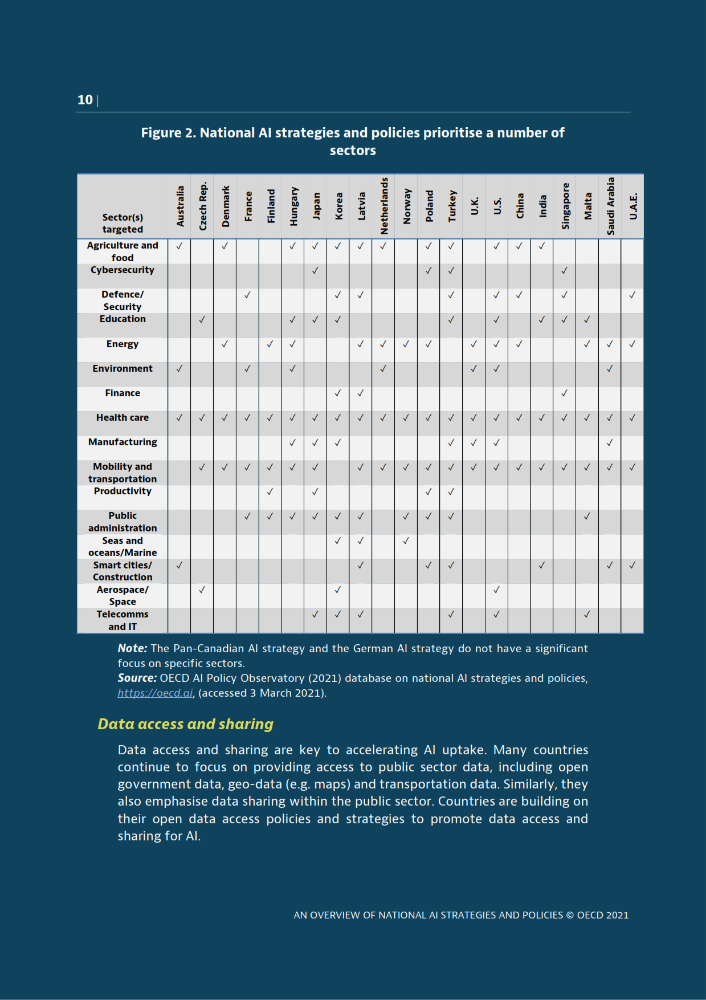 10 |
Figure 2. National AI strategies and policies prioritise a number of
sectors
Sector(s)
targeted
Australia
Czech Rep.
Denmark
France
Finland
Hungary
Japan
Korea
Latvia
Netherlands
Norway
Poland
Turkey
U.K.
U.S.
China
India
Singapore
Malta
Saudi Arabia
U.A.E.
Agriculture and ✓ ✓ ✓ ✓ ✓ ✓ ✓ ✓ ✓ ✓ ✓ ✓
food
Cybersecurity ✓ ✓ ✓ ✓
Defence/ ✓ ✓ ✓ ✓ ✓ ✓ ✓ ✓
Security
Education ✓ ✓ ✓ ✓ ✓ ✓ ✓ ✓ ✓
Energy ✓ ✓ ✓ ✓ ✓ ✓ ✓ ✓ ✓ ✓ ✓ ✓ ✓
Environment ✓ ✓ ✓ ✓ ✓ ✓ ✓
Finance ✓ ✓ ✓
Health care ✓ ✓ ✓ ✓ ✓ ✓ ✓ ✓ ✓ ✓ ✓ ✓ ✓ ✓ ✓ ✓ ✓ ✓ ✓ ✓ ✓
Manufacturing ✓ ✓ ✓ ✓ ✓ ✓ ✓
Mobility and ✓ ✓ ✓ ✓ ✓ ✓ ✓ ✓ ✓ ✓ ✓ ✓ ✓ ✓ ✓ ✓ ✓ ✓ ✓
transportation
Productivity ✓ ✓ ✓ ✓
Public ✓ ✓ ✓ ✓ ✓ ✓ ✓ ✓ ✓ ✓
administration
Seas and ✓ ✓ ✓
oceans/Marine
Smart cities/ ✓ ✓ ✓ ✓ ✓ ✓ ✓
Construction
Aerospace/ ✓ ✓ ✓
Space
Telecomms ✓ ✓ ✓ ✓ ✓ ✓
and IT
Note: The Pan-Canadian AI strategy and the German AI strategy do not have a significant
focus on specific sectors.
Source: OECD AI Policy Observatory (2021) database on national AI strategies and policies,
https://oecd.ai, (accessed 3 March 2021).
Data access and sharing
Data access and sharing are key to accelerating AI uptake. Many countries
continue to focus on providing access to public sector data, including open
government data, geo-data (e.g. maps) and transportation data. Similarly, they
also emphasise data sharing within the public sector. Countries are building on
their open data access policies and strategies to promote data access and
sharing for AI.
AN OVERVIEW OF NATIONAL AI STRATEGIES AND POLICIES © OECD 2021